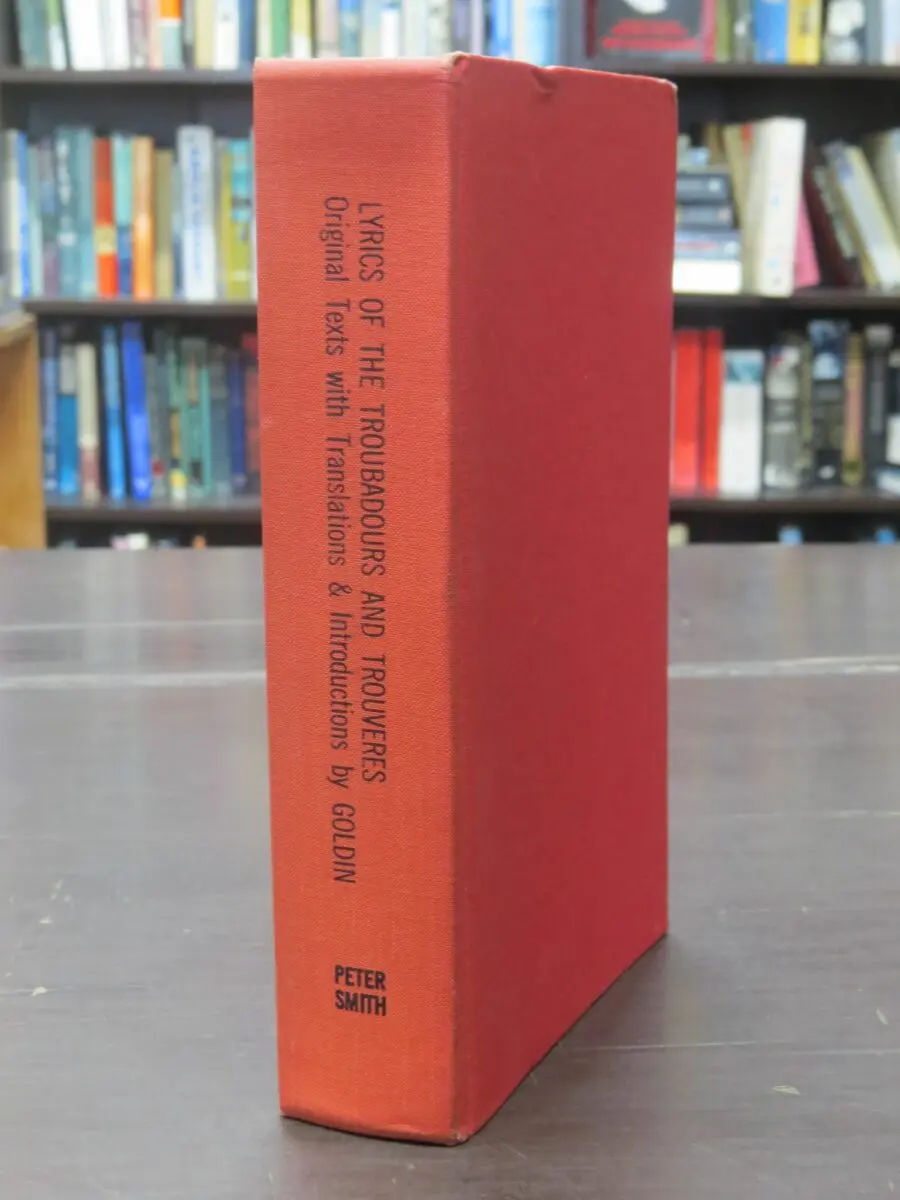 LYRICS OF THE TROUBADOURS AND TROUVERES
Original Texts with Translations & Introductions by GOLDIN
PETER
SMITH